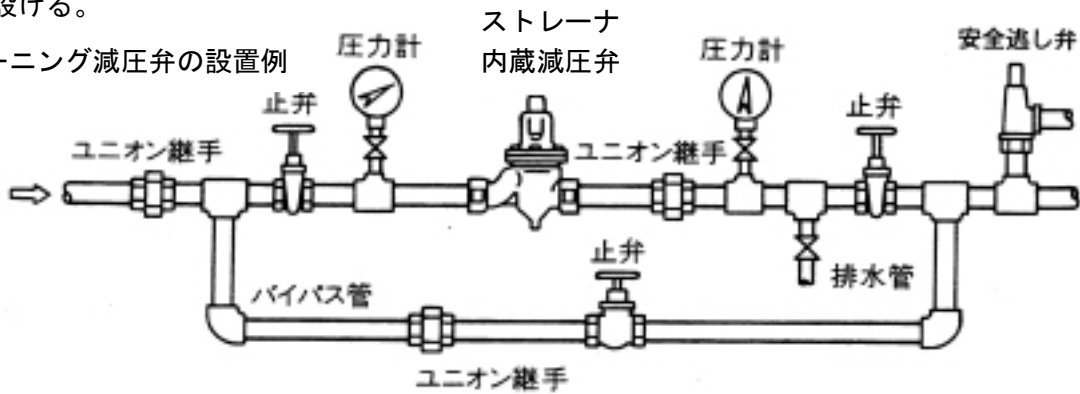 設ける。
ーニング減圧弁の設置例
ストレーナ
内蔵減圧弁
圧力計
圧力計
安全逃し弁
止弁
止弁
ユニオン継手
ユニオン継手
止弁
排水管
バイパス管
ユニオン継手